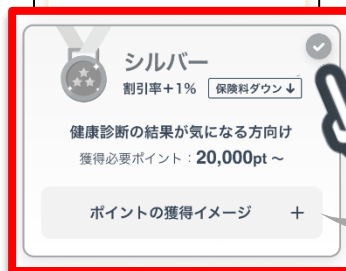 シルバー
割引率＋1% 保険料ダウン↓
健康診断の結果が気になる方向け
獲得必要ポイント：20,000pt ～
ポイントの獲得イメージ ＋